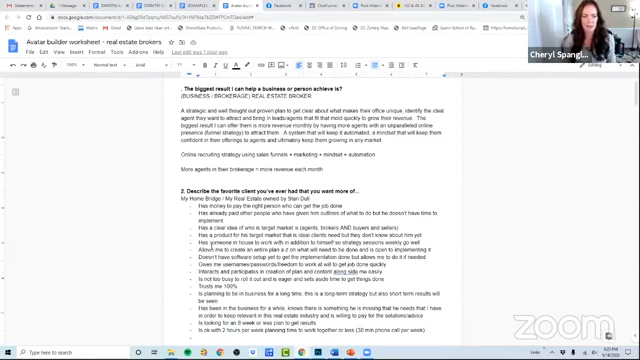 Avatar builder worksheet - real estate brokers
File Edit View Insert Format Tools Add-ons Help
. The biggest result I can help a business or person achieve is?
(BUSINESS / BROKERAGE) REAL ESTATE BROKER
A strategic and well thought out proven plan to get clear about what makes their office unique, identify the ideal
agent they want to attract and bring in leads/agents that fit that mold quickly to grow their revenue. The
biggest result I can offer them is more revenue monthly by having more agents with an unparalleled online
presence (funnel strategy) to attract them. A system that will keep it automated, a mindset that will keep them
confident in their offerings to agents and ultimately keep them growing in any market.
Online recruiting strategy using sales funnels + marketing + mindset + automation
More agents in their brokerage = more revenue each month
2. Describe the favorite client you've ever had that you want more of...
My Home Bridge / My Real Estate owned by Stan Dull
- Has money to pay the right person who can get the job done
- Has already paid other people who have given him outlines of what to do but he doesn't have time to
implement
- Has a clear idea of who is target market is (agents, brokers AND buyers and sellers)
- Has a product for his target market that is ideal clients need but they don't know about him yet
- Has someone in house to work with in addition to himself so strategy sessions weekly go well
- Allows me to create an entire plan a-z on what will need to be done and is open to implementing it
- Doesn't have software setup yet to get the implementation done but allows me to do it if needed
- Gives me usernames/passwords/freedom to work at will to get job done quickly
- Interacts and participates in creation of plan and content along side me easily
- Is not too busy to roll it out and is eager and sets aside time to get things done
- Trusts me 100%
- Is planning to be in business for a long time, this is a long-term strategy but also short term results will
be seen
- Has been in the business for a while, knows there is something he is missing that he needs that I have
in order to keep relevant in this real estate industry and is willing to pay for the solutions/advice
- Is looking for an 8 week or less plan to get results
- Is ok with 2 hours per week planning time to work together or less (30 min phone call per week)
Cheryl Spangl...
zoom
Type here to search